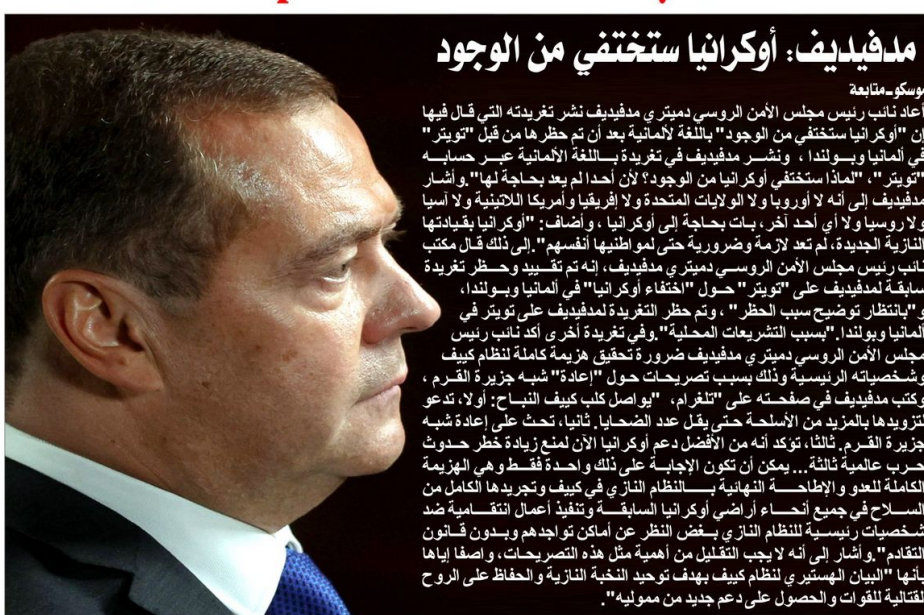 مدفيديف: أوكرانيا ستختفي من الوجود
موسكو-متابعة
أعاد نائب رئيس مجلس الأمن الروسي دميتري مدفيديف نشر تغريدته التي قال فيها
إن "أوكرانيا ستختفي من الوجود" باللغة لألمانية بعد أن تم حظرها من قبل "تويتر"
في ألمانيا وبولندا ، ونشر مدفيديف في تغريدة باللغة الألمانية عبر حسابه
"تويتر"، "لماذا ستختفي أوكرانيا من الوجود؟ لأن أحدا لم يعد بحاجة لها".وأشار
مدفيديف إلى أنه لا أوروبا ولا الولايات المتحدة ولا إفريقيا وأمريكا اللاتينية ولا آسيا
ولا روسيا ولا أي أحد آخر، بات بحاجة إلى أوكرانيا ، وأضاف: "أوكرانيا بقيادتها
النازية الجديدة، لم تعد لازمة وضرورية حتى لمواطنيها أنفسهم".إلى ذلك قال مكتب
نائب رئيس مجلس الأمن الروسي دميتري مدفيديف، إنه تم تقييد وحظر تغريدة
سابقة لمدفيديف على "تويتر" حول "اختفاء أوكرانيا" في ألمانيا وبولندا،
و"بانتظار توضيح سبب الحظر" ، وتم حظر التغريدة لمدفيديف على تويتر في
ألمانيا وبولندا."بسبب التشريعات المحلية".وفي تغريدة أخرى أكد نائب رئيس
مجلس الأمن الروسي دميتري مدفيديف ضرورة تحقيق هزيمة كاملة لنظام كييف
وشخصياته الرئيسية وذلك بسبب تصريحات حول "إعادة" شبه جزيرة القرم ،
وكتب مدفيديف في صفحته على "تلغرام، "يواصل كلب كييف النباح: أولا، تدعو
لتزويدها بالمزيد من الأسلحة حتى يقل عدد الضحايا. ثانيا، تحث على إعادة شبه
جزيرة القرم. ثالثا، تؤكد أنه من الأفضل دعم أوكرانيا الآن لمنع زيادة خطر حدوث
حرب عالمية ثالثة... يمكن أن تكون الإجابة على ذلك واحدة فقط وهي الهزيمة
الكاملة للعدو والإطاحة النهائية بالنظام النازي في كييف وتجريدها الكامل من
السلاح في جميع أنحاء أراضي أوكرانيا السابقة وتنفيذ أعمال انتقامية ضد
شخصيات رئيسية للنظام النازي بغض النظر عن أماكن تواجدهم وبدون قانون
التقادم".وأشار إلى أنه لا يجب التقليل من أهمية مثل هذه التصريحات، واصفا إياها
بأنها "البيان الهستيري لنظام كييف بهدف توحيد النخبة النازية والحفاظ على الروح
القتالية للقوات والحصول على دعم جديد من مموليه".